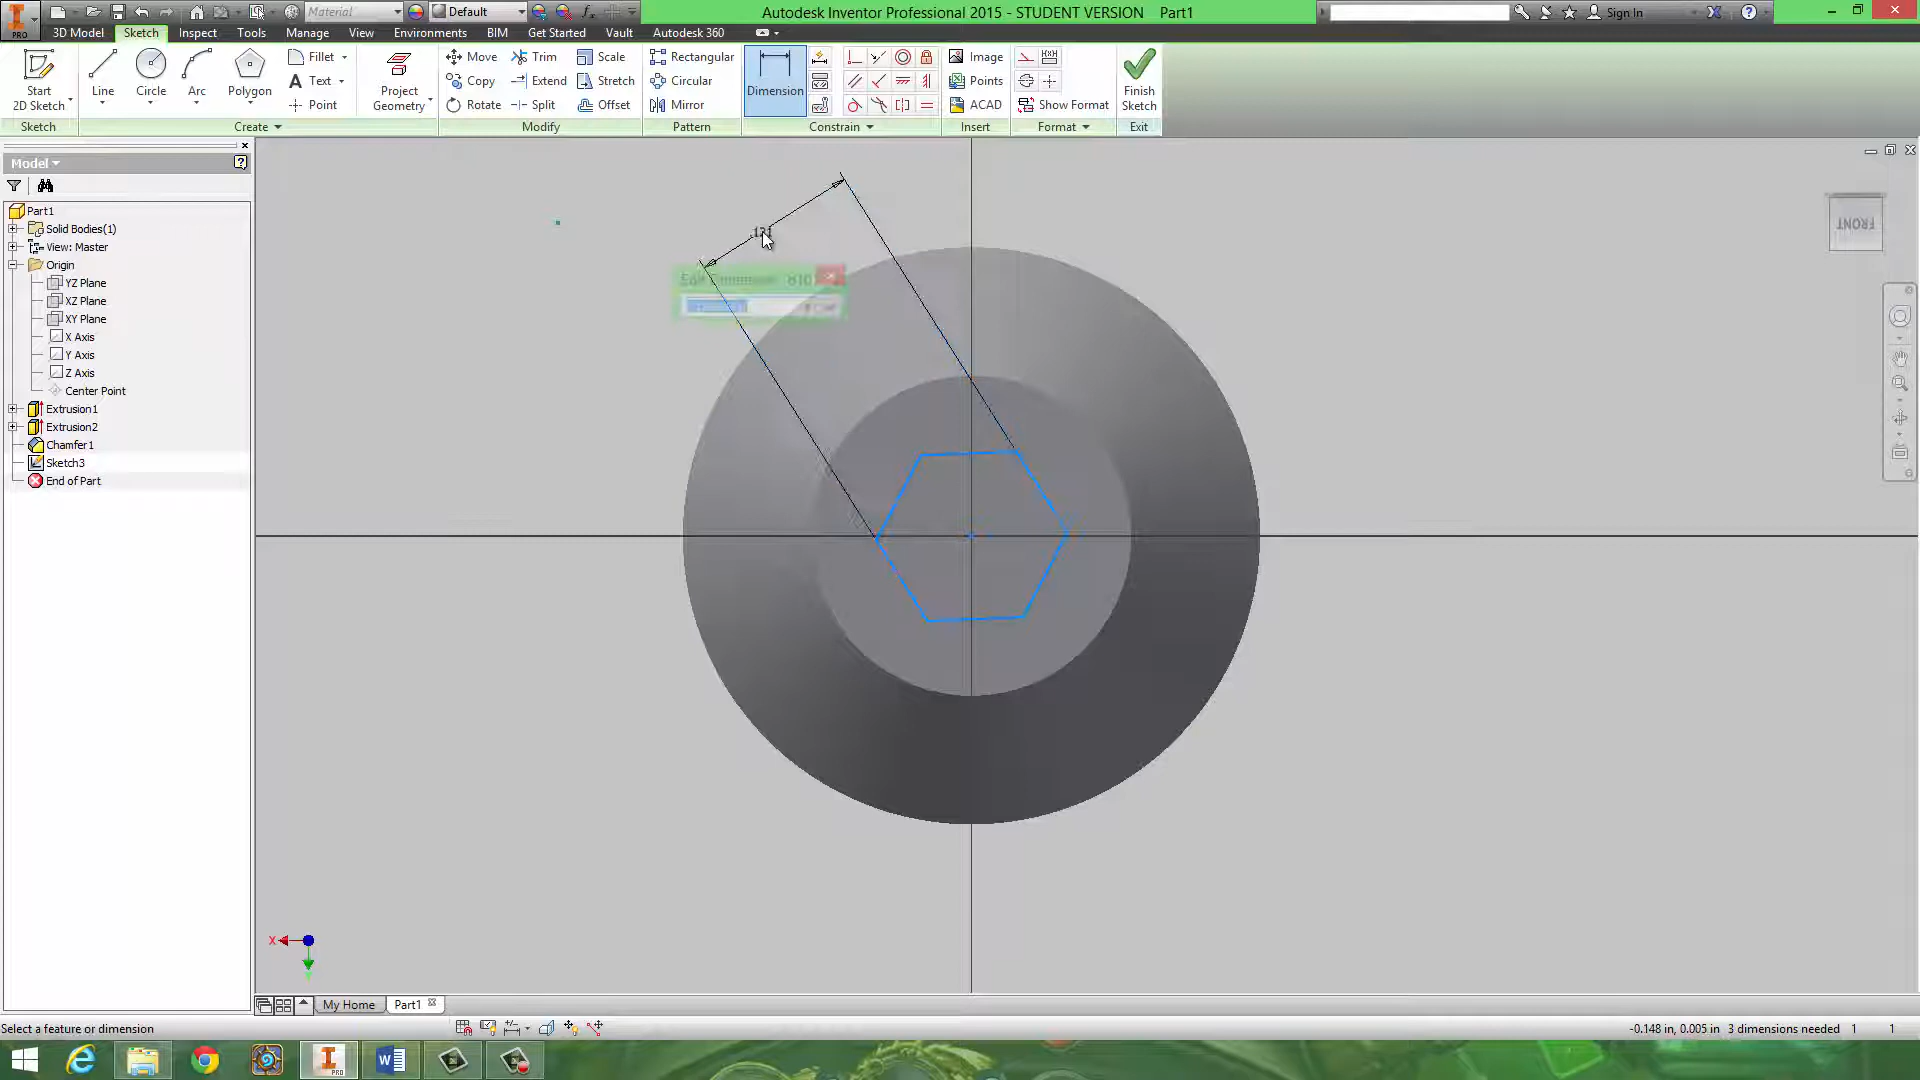 Material
Default
Autodesk Inventor Professional 2015 - STUDENT VERSION Part1
Sign In
PRO
3D Model
Sketch
Inspect
Tools
Manage
View
Environments
BIM
Get Started
Vault
Autodesk 360
Start
2D Sketch
Line
Circle
Arc
Polygon
Fillet
Text
Point
Project
Geometry
Move
Trim
Scale
Copy
Extend
Stretch
Rotate
Split
Offset
Rectangular
Circular
Mirror
Dimension
Image
Points
ACAD
Show Format
Finish
Sketch
Sketch
Create
Modify
Pattern
Constrain
Insert
Format
Exit
Model
Part1
Solid Bodies(1)
View: Master
Origin
YZ Plane
XZ Plane
XY Plane
X Axis
Y Axis
Z Axis
Center Point
Extrusion1
Extrusion2
Chamfer1
Sketch3
End of Part
FRONT
X
My Home
Part1
Select a feature or dimension
-0.148 in, 0.005 in 3 dimensions needed 1 1
PRO